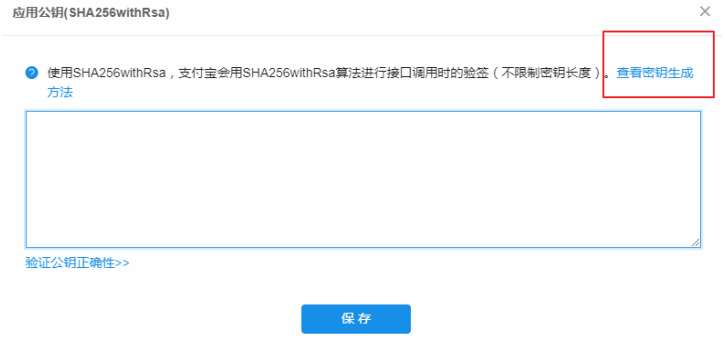 应用公钥(SHA256withRsa)
使用SHA256withRsa，支付宝会用SHA256withRsa算法进行接口调用时的验签（不限制密钥长度）。查看密钥生成
方法
验证公钥正确性>>
保存